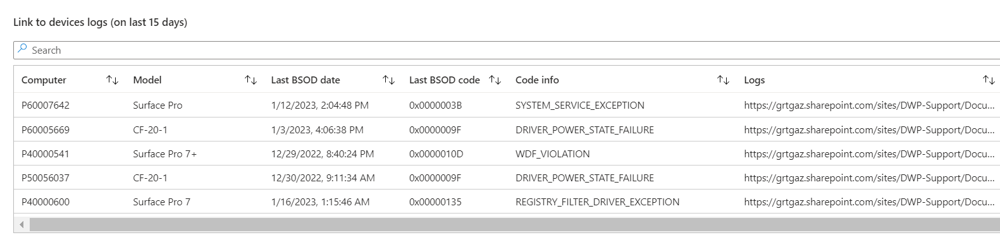 Link to devices logs (on last 15 days)
Search
Computer Model Last BSOD date Last BSOD code Code info Logs
P60007642 Surface Pro 1/12/2023, 2:04:48 PM 0x0000003B SYSTEM_SERVICE_EXCEPTION https://grtgaz.sharepoint.com/sites/DWP-Support/Docu...
P60005669 CF-20-1 1/3/2023, 4:06:38 PM 0x0000009F DRIVER_POWER_STATE_FAILURE https://grtgaz.sharepoint.com/sites/DWP-Support/Docu...
P40000541 Surface Pro 7+ 12/29/2022, 8:40:24 PM 0x0000010D WDF_VIOLATION https://grtgaz.sharepoint.com/sites/DWP-Support/Docu...
P50056037 CF-20-1 12/30/2022, 9:11:34 AM 0x0000009F DRIVER_POWER_STATE_FAILURE https://grtgaz.sharepoint.com/sites/DWP-Support/Docu...
P40000600 Surface Pro 7 1/16/2023, 1:15:46 AM 0x00000135 REGISTRY_FILTER_DRIVER_EXCEPTION https://grtgaz.sharepoint.com/sites/DWP-Support/Docu...